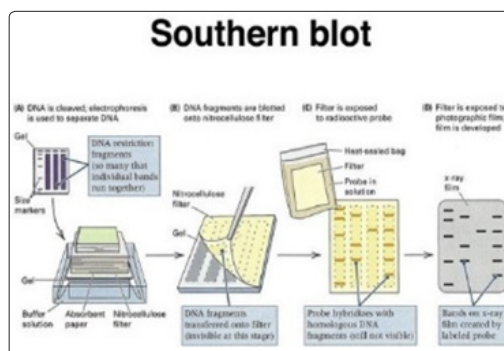 Southern blot
(A) DNA is cleaved; electrophoresis
is used to separate DNA
Gel
DNA restriction
fragments
(so many that
individual bands
run together)
Size
markers
Gel
Buffer
solution
Absorbent
paper
Nitrocellulose
filter
(B) DNA fragments are blotted
onto nitrocellulose filter
Nitrocellulose
filter
Gel
DNA fragments
transferred onto filter
(invisible at this stage)
(C) Filter is exposed
to radioactive probe
Heat-sealed bag
Filter
Probe in
solution
Probe hybridizes with
homologous DNA
fragments (still not visible)
(D) Filter is exposed to
photographic film;
film is developed
x-ray
film
Bands on x-ray
film created by
labeled probe